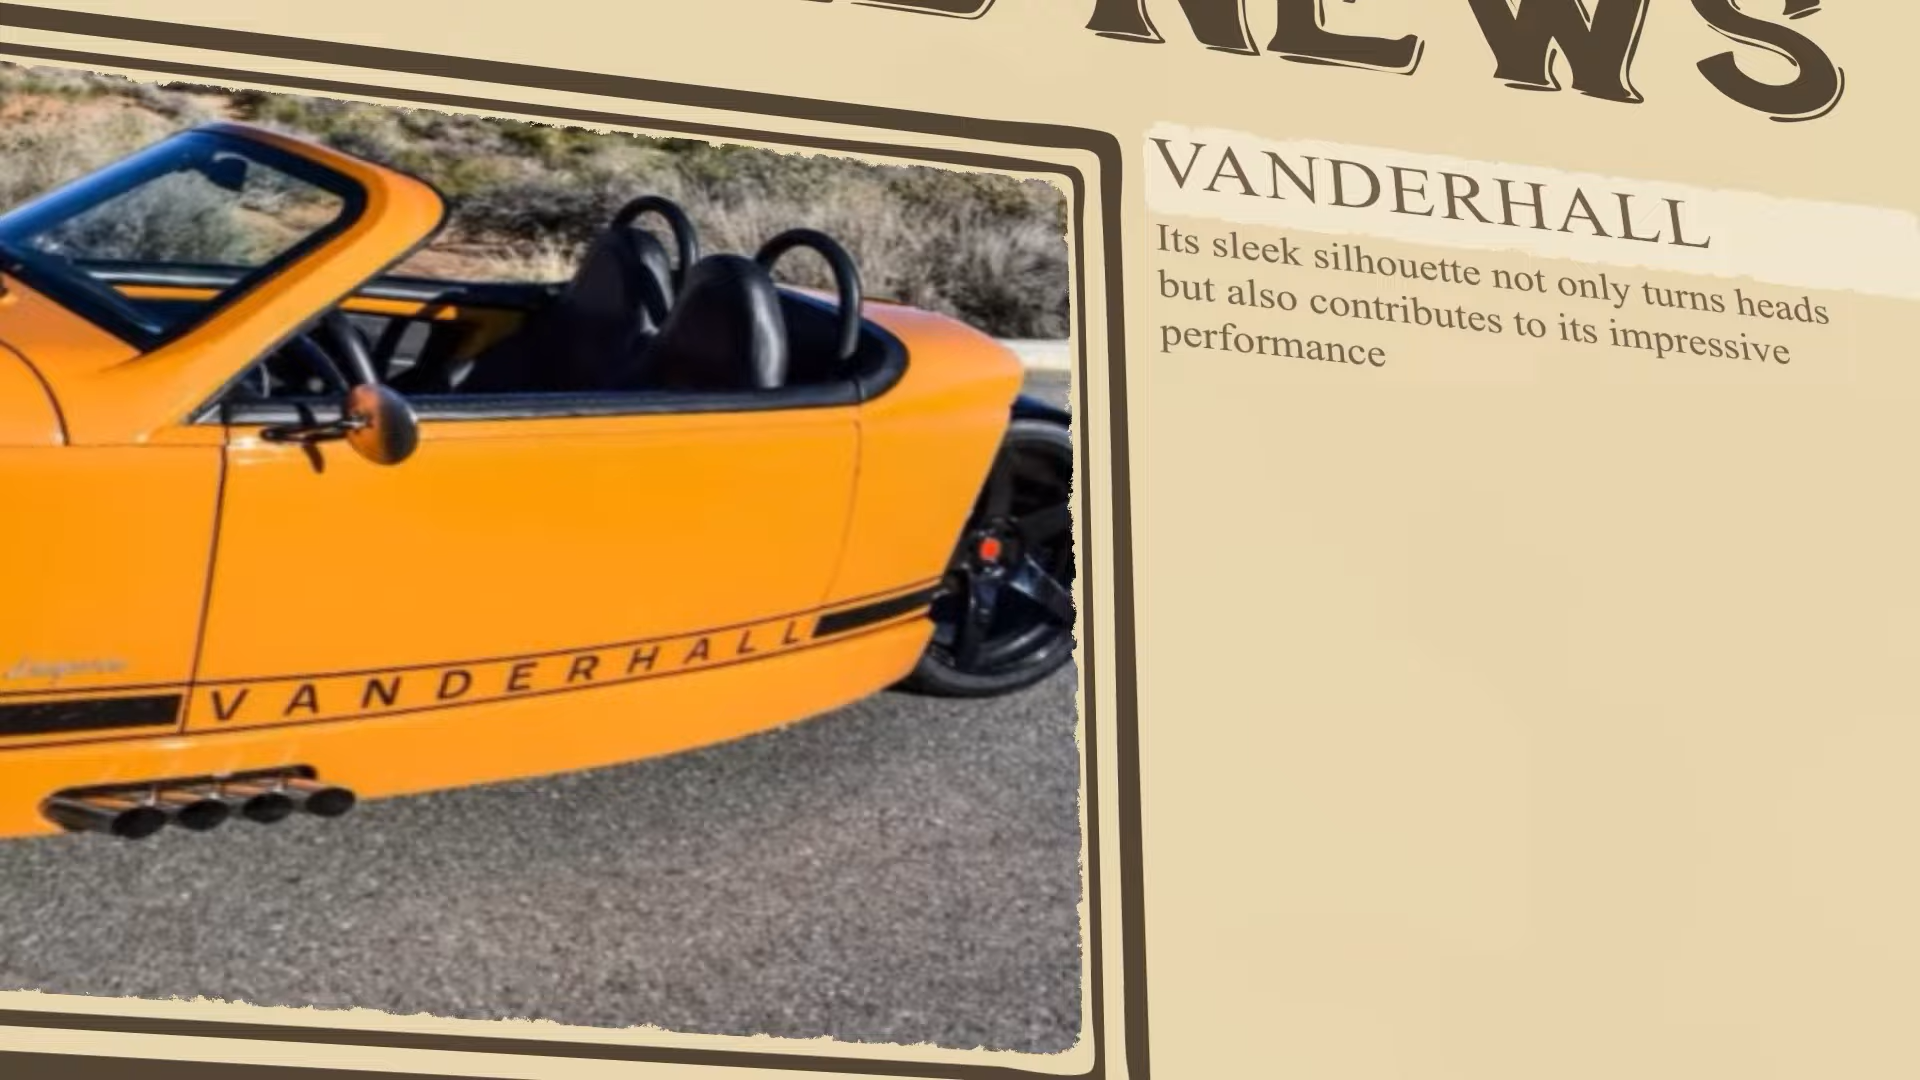 NEWS
VANDERHALL
Its sleek silhouette not only turns heads
but also contributes to its impressive
performance
VANDERHALL